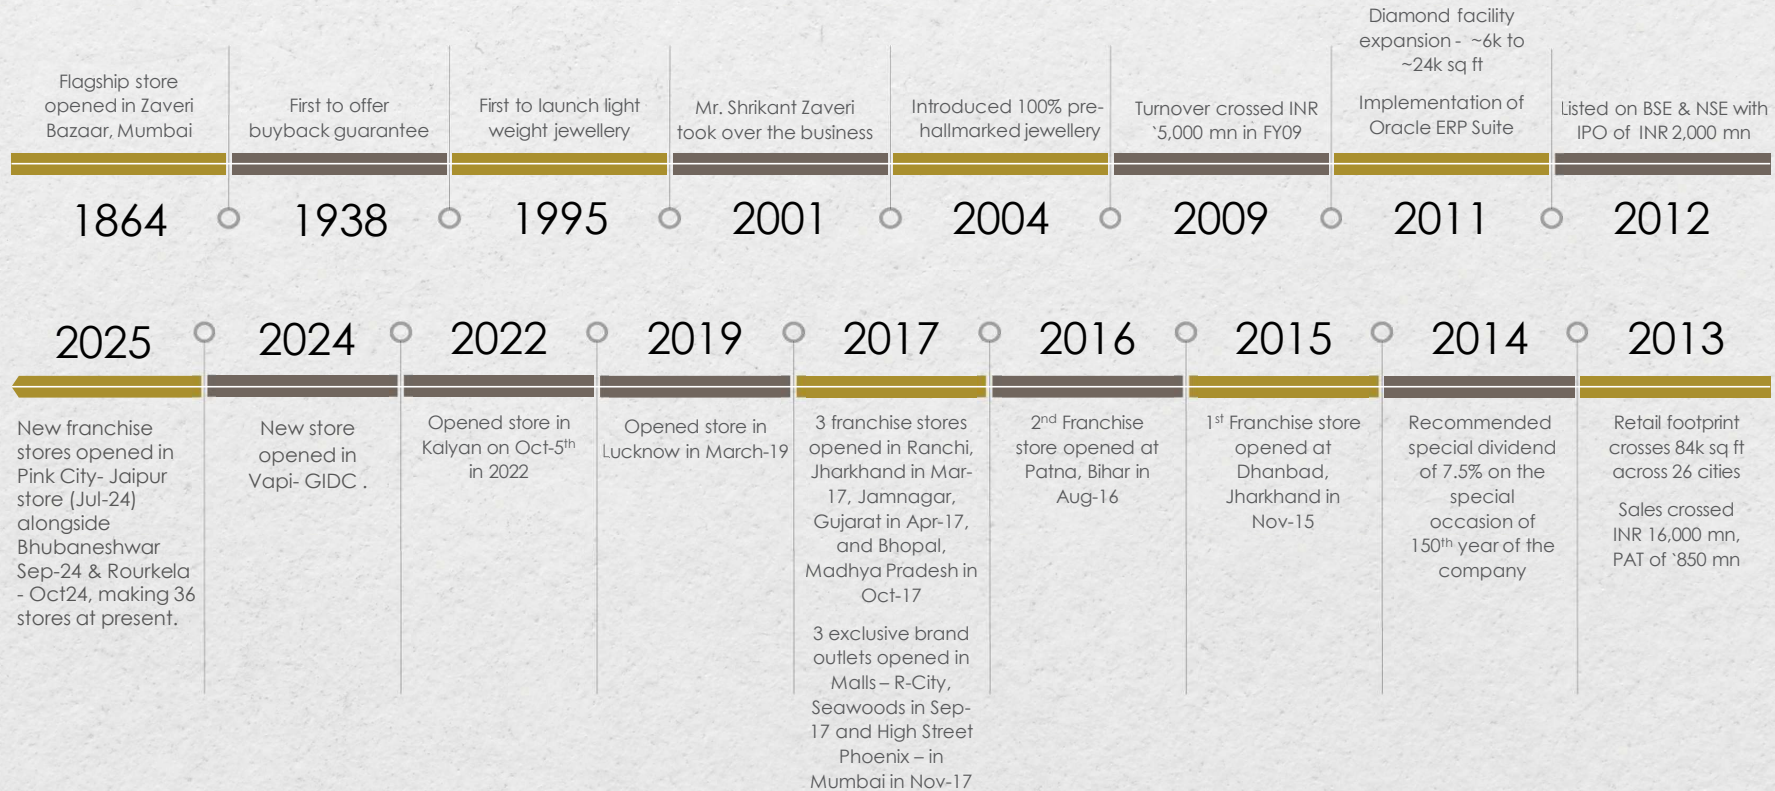 Flagship store
opened in Zaveri
Bazaar, Mumbai
First to offer
buyback guarantee
First to launch light
weight jewellery
Mr. Shrikant Zaveri
took over the business
Introduced 100% pre-
hallmarked jewellery
Turnover crossed INR
`5,000 mn in FY09
Diamond facility
expansion - ~6k to
~24k sq ft
Implementation of
Oracle ERP Suite
Listed on BSE & NSE with
IPO of INR 2,000 mn
1864
1938
1995
2001
2004
2009
2011
2012
2025
2024
2022
2019
2017
2016
2015
2014
2013
New franchise
stores opened in
Pink City- Jaipur
store (Jul-24)
alongside
Bhubaneshwar
Sep-24 & Rourkela
- Oct24, making 36
stores at present.
New store
opened in
Vapi- GIDC .
Opened store in
Kalyan on Oct-5th
in 2022
Opened store in
Lucknow in March-19
3 franchise stores
opened in Ranchi,
Jharkhand in Mar-
17, Jamnagar,
Gujarat in Apr-17,
and Bhopal,
Madhya Pradesh in
Oct-17
3 exclusive brand
outlets opened in
Malls – R-City,
Seawoods in Sep-
17 and High Street
Phoenix – in
Mumbai in Nov-17
2nd Franchise
store opened at
Patna, Bihar in
Aug-16
1st Franchise store
opened at
Dhanbad,
Jharkhand in
Nov-15
Recommended
special dividend
of 7.5% on the
special
occasion of
150th year of the
company
Retail footprint
crosses 84k sq ft
across 26 cities
Sales crossed
INR 16,000 mn,
PAT of `850 mn